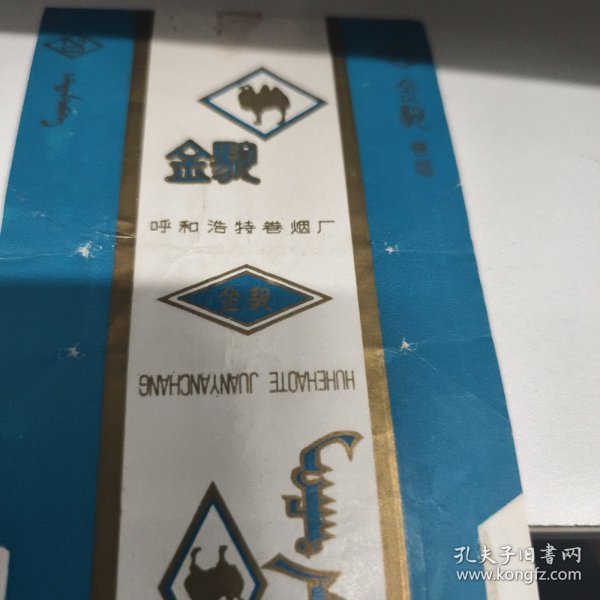 金驼
呼和浩特卷烟厂
金驼
HUHEHAOTE JUANYANCHANG
金驼 卷烟
孔夫子旧书网
www.kongfz.com